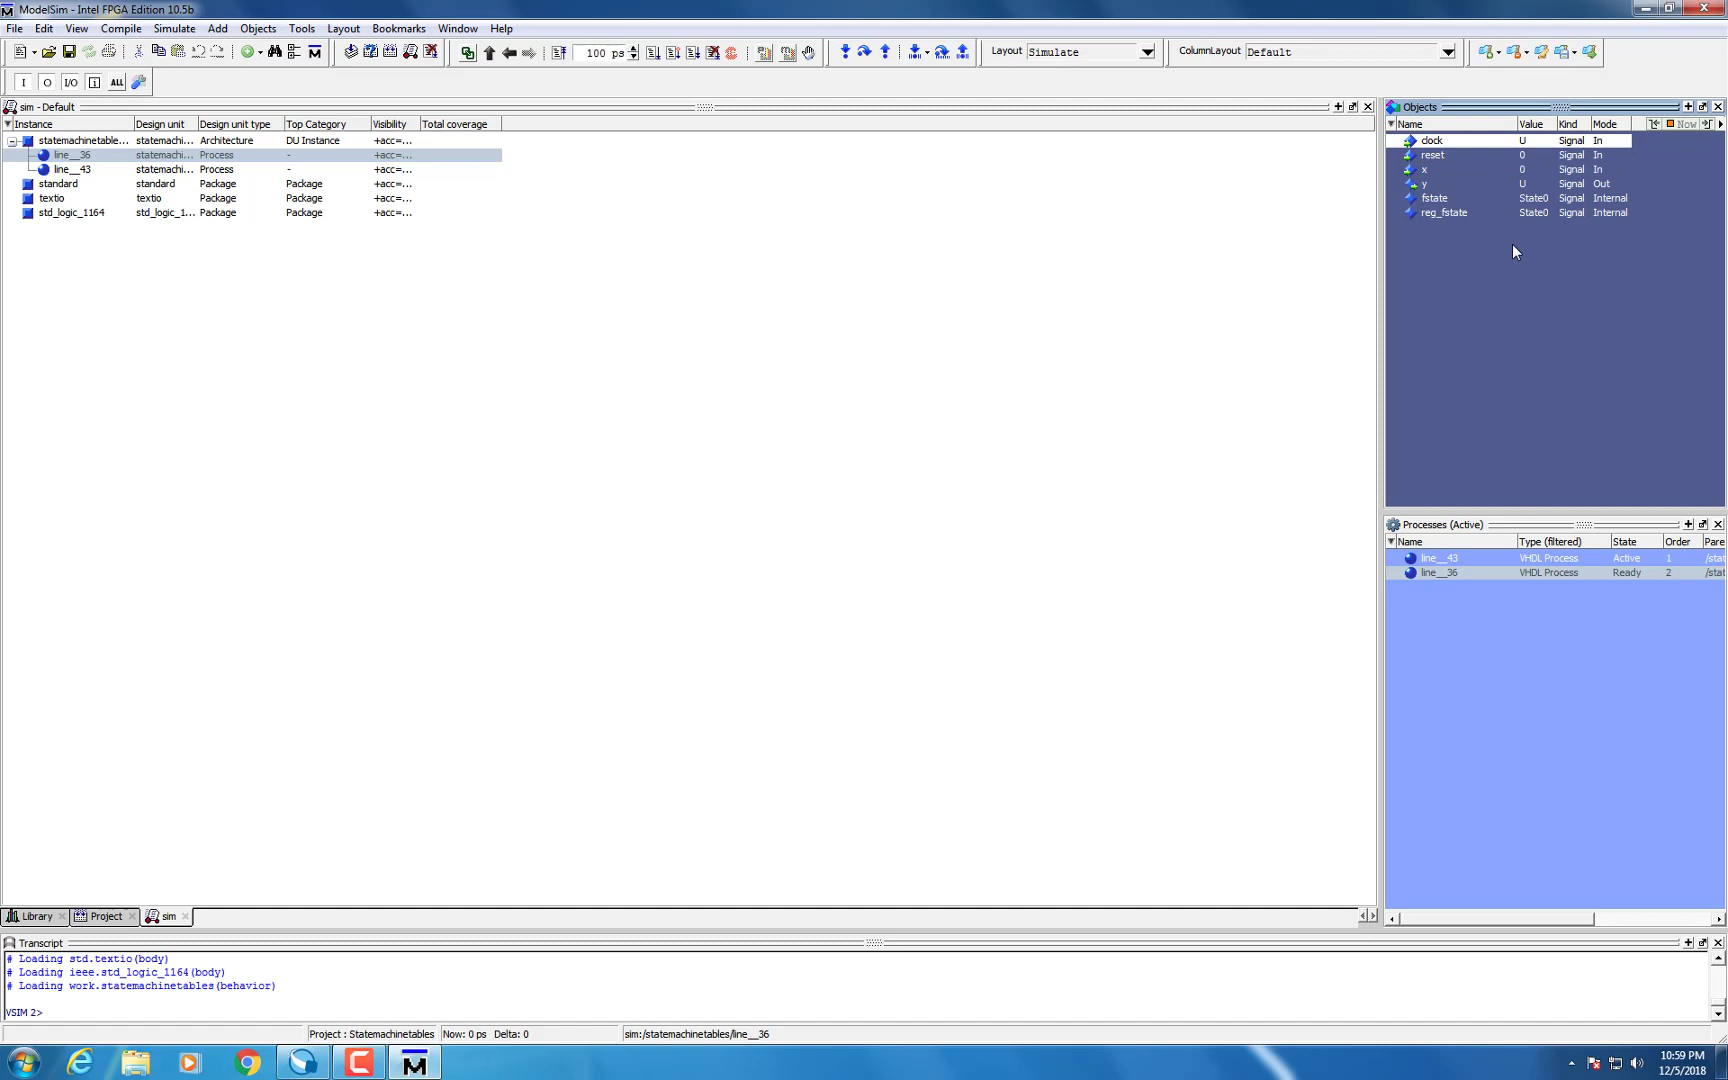 ModelSim - Intel FPGA Edition 10.5b
File Edit View Compile Simulate Add Objects Tools Layout Bookmarks Window Help
100 ps Layout Simulate ColumnLayout Default
I O I/O ALL
sim - Default
Instance Design unit Design unit type Top Category Visibility Total coverage
statemachinetable... statemachi... Architecture DU Instance +acc=...
line__36 statemachi... Process - +acc=...
line__43 statemachi... Process - +acc=...
standard standard Package Package +acc=...
textio textio Package Package +acc=...
std_logic_1164 std_logic_1... Package Package +acc=...
Objects
Name Value Kind Mode Now
clock U Signal In
reset 0 Signal In
x 0 Signal In
y U Signal Out
fstate State0 Signal Internal
reg_fstate State0 Signal Internal
Processes (Active)
Name Type (filtered) State Order Pare
line__43 VHDL Process Active 1 /stat
line__36 VHDL Process Ready 2 /stat
Library Project sim
Transcript
# Loading std.textio(body)
# Loading ieee.std_logic_1164(body)
# Loading work.statemachinetables(behavior)
VSIM 2>
Project : Statemachinetables Now: 0 ps Delta: 0 sim:/statemachinetables/line__36
10:59 PM
12/5/2018